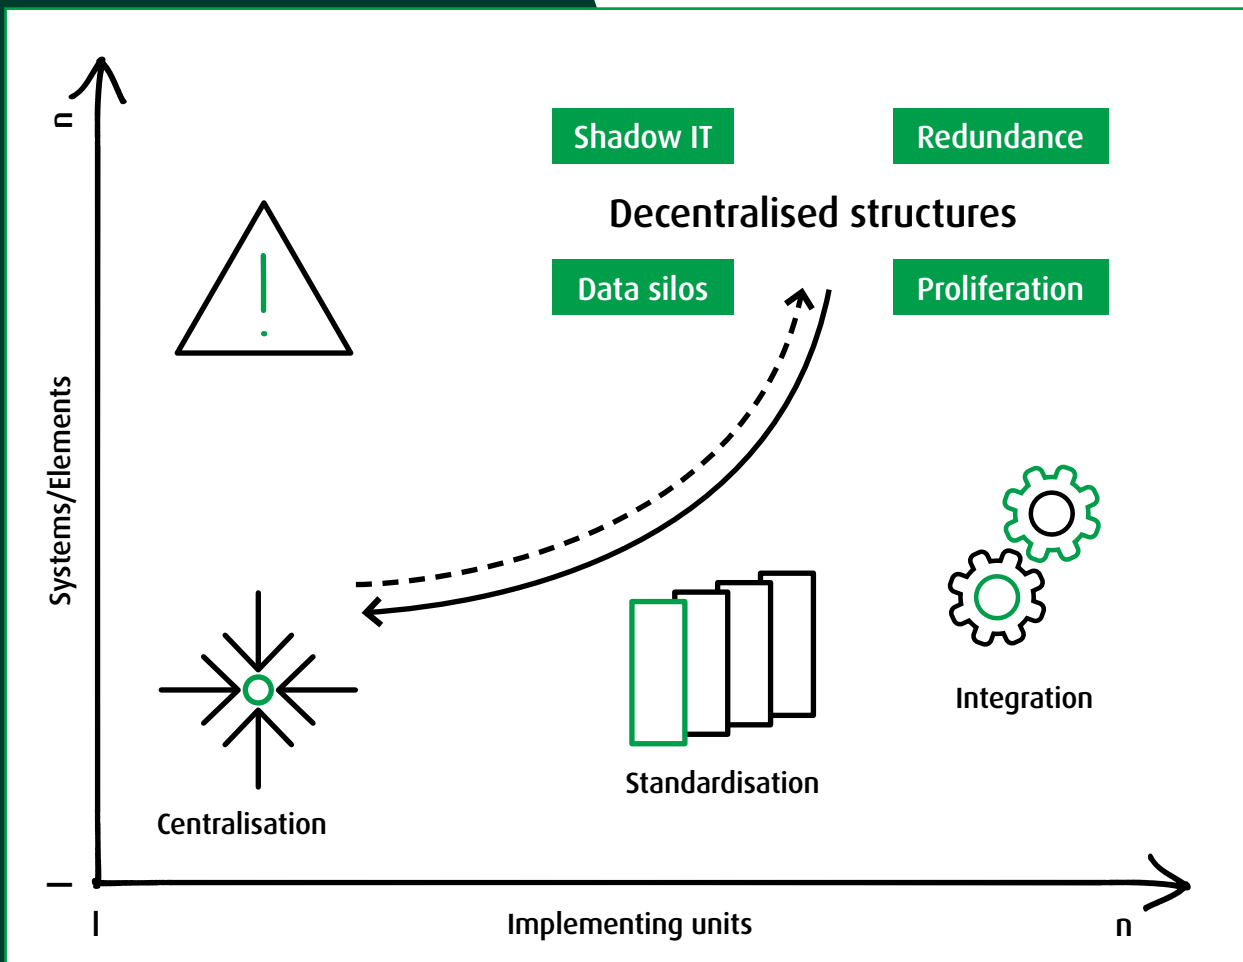 n
Shadow IT
Redundance
Decentralised structures
Data silos
Proliferation
Systems/Elements
Integration
Standardisation
Centralisation
I
I
Implementing units
n